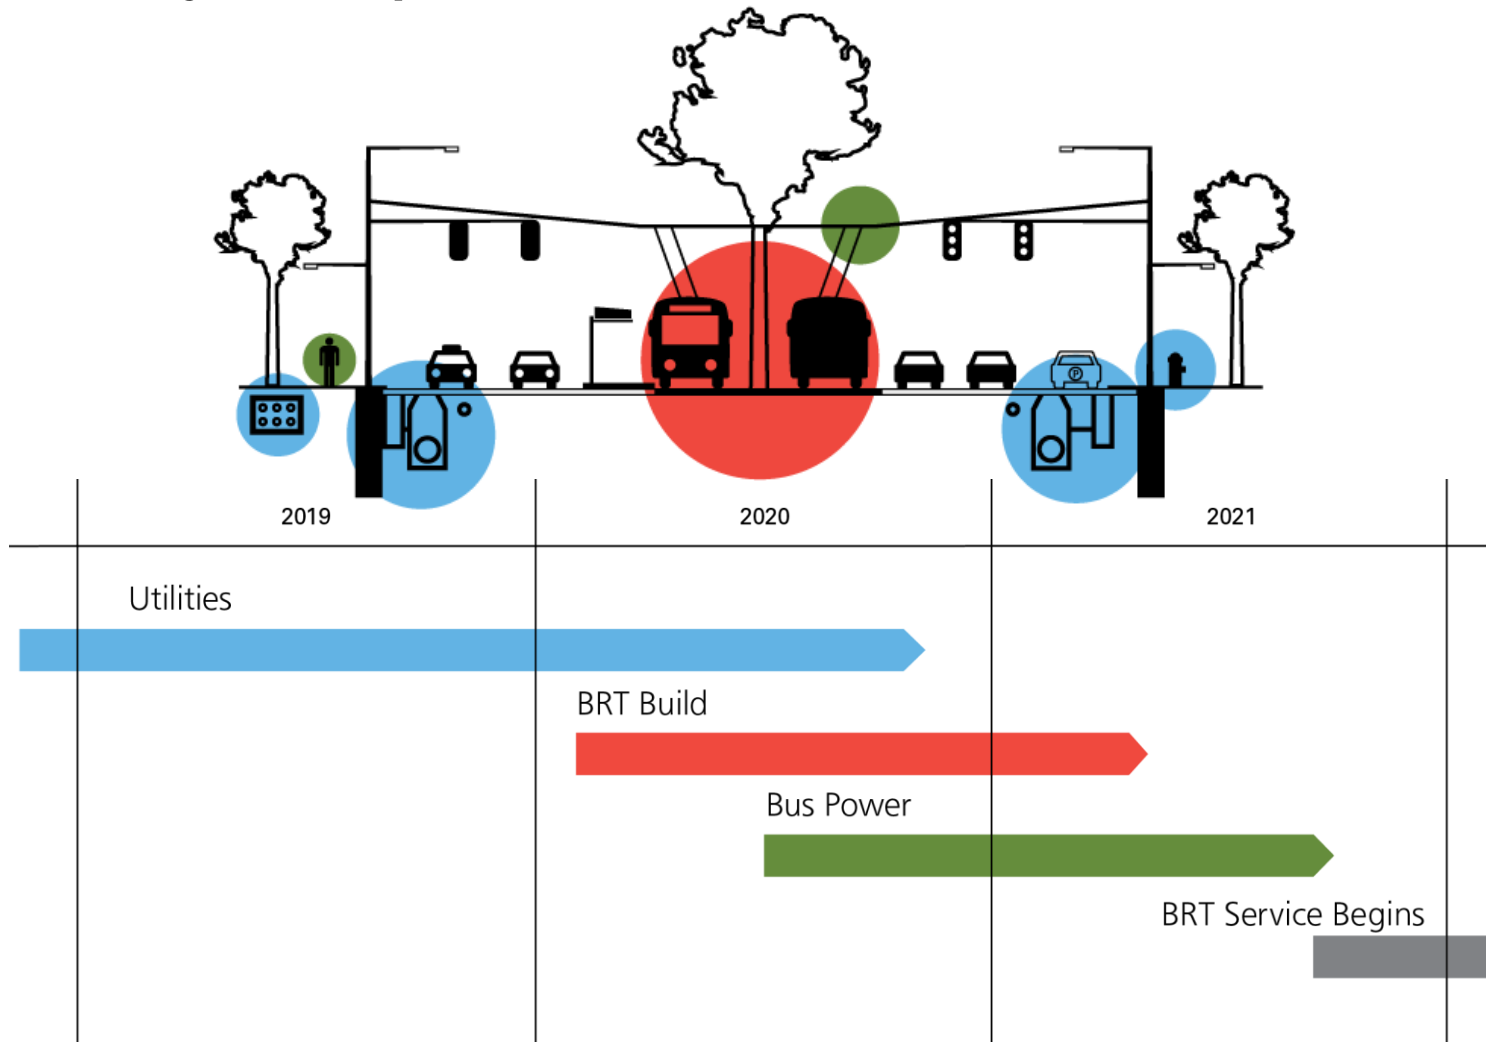 2019
2020
2021
Utilities
BRT Build
Bus Power
BRT Service Begins